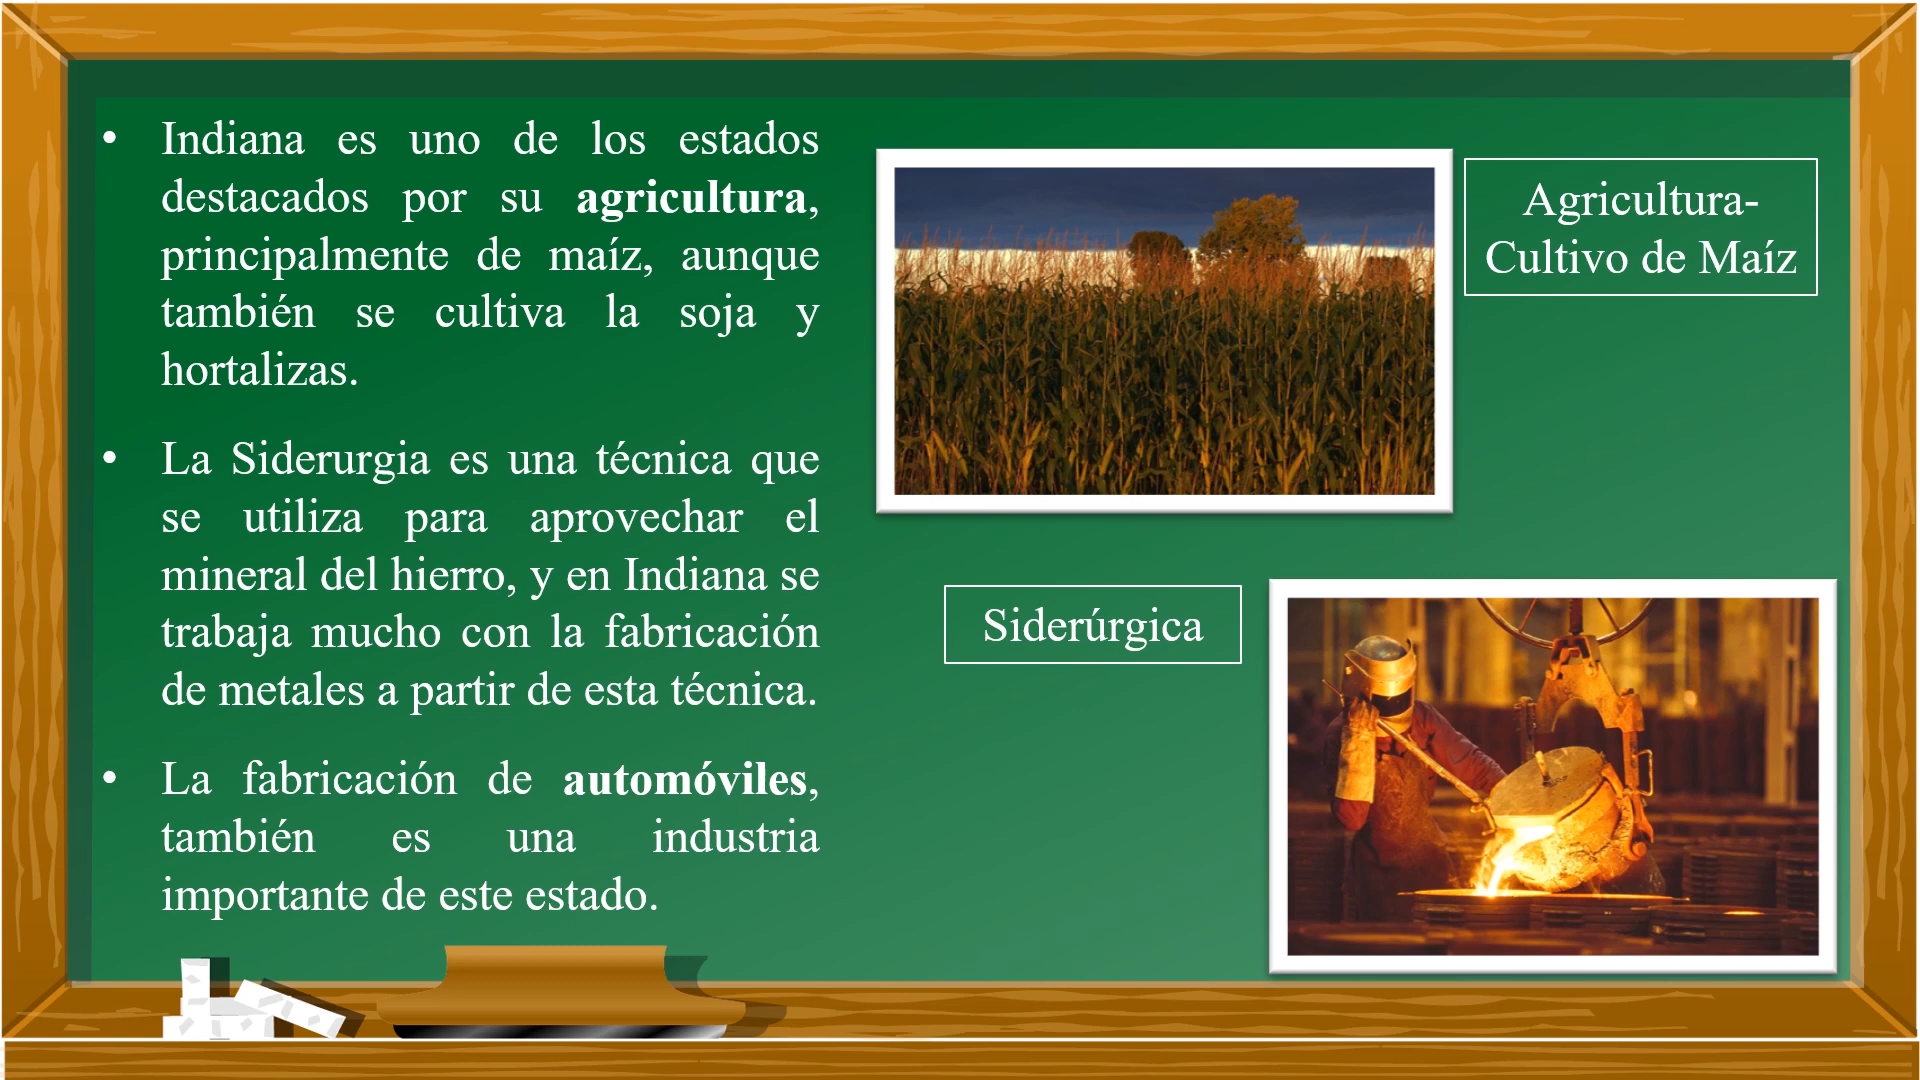 • Indiana es uno de los estados
destacados por su agricultura,
principalmente de maíz, aunque
también se cultiva la soja y
hortalizas.
• La Siderurgia es una técnica que
se utiliza para aprovechar el
mineral del hierro, y en Indiana se
trabaja mucho con la fabricación
de metales a partir de esta técnica.
• La fabricación de automóviles,
también es una industria
importante de este estado.
Agricultura-
Cultivo de Maíz
Siderúrgica